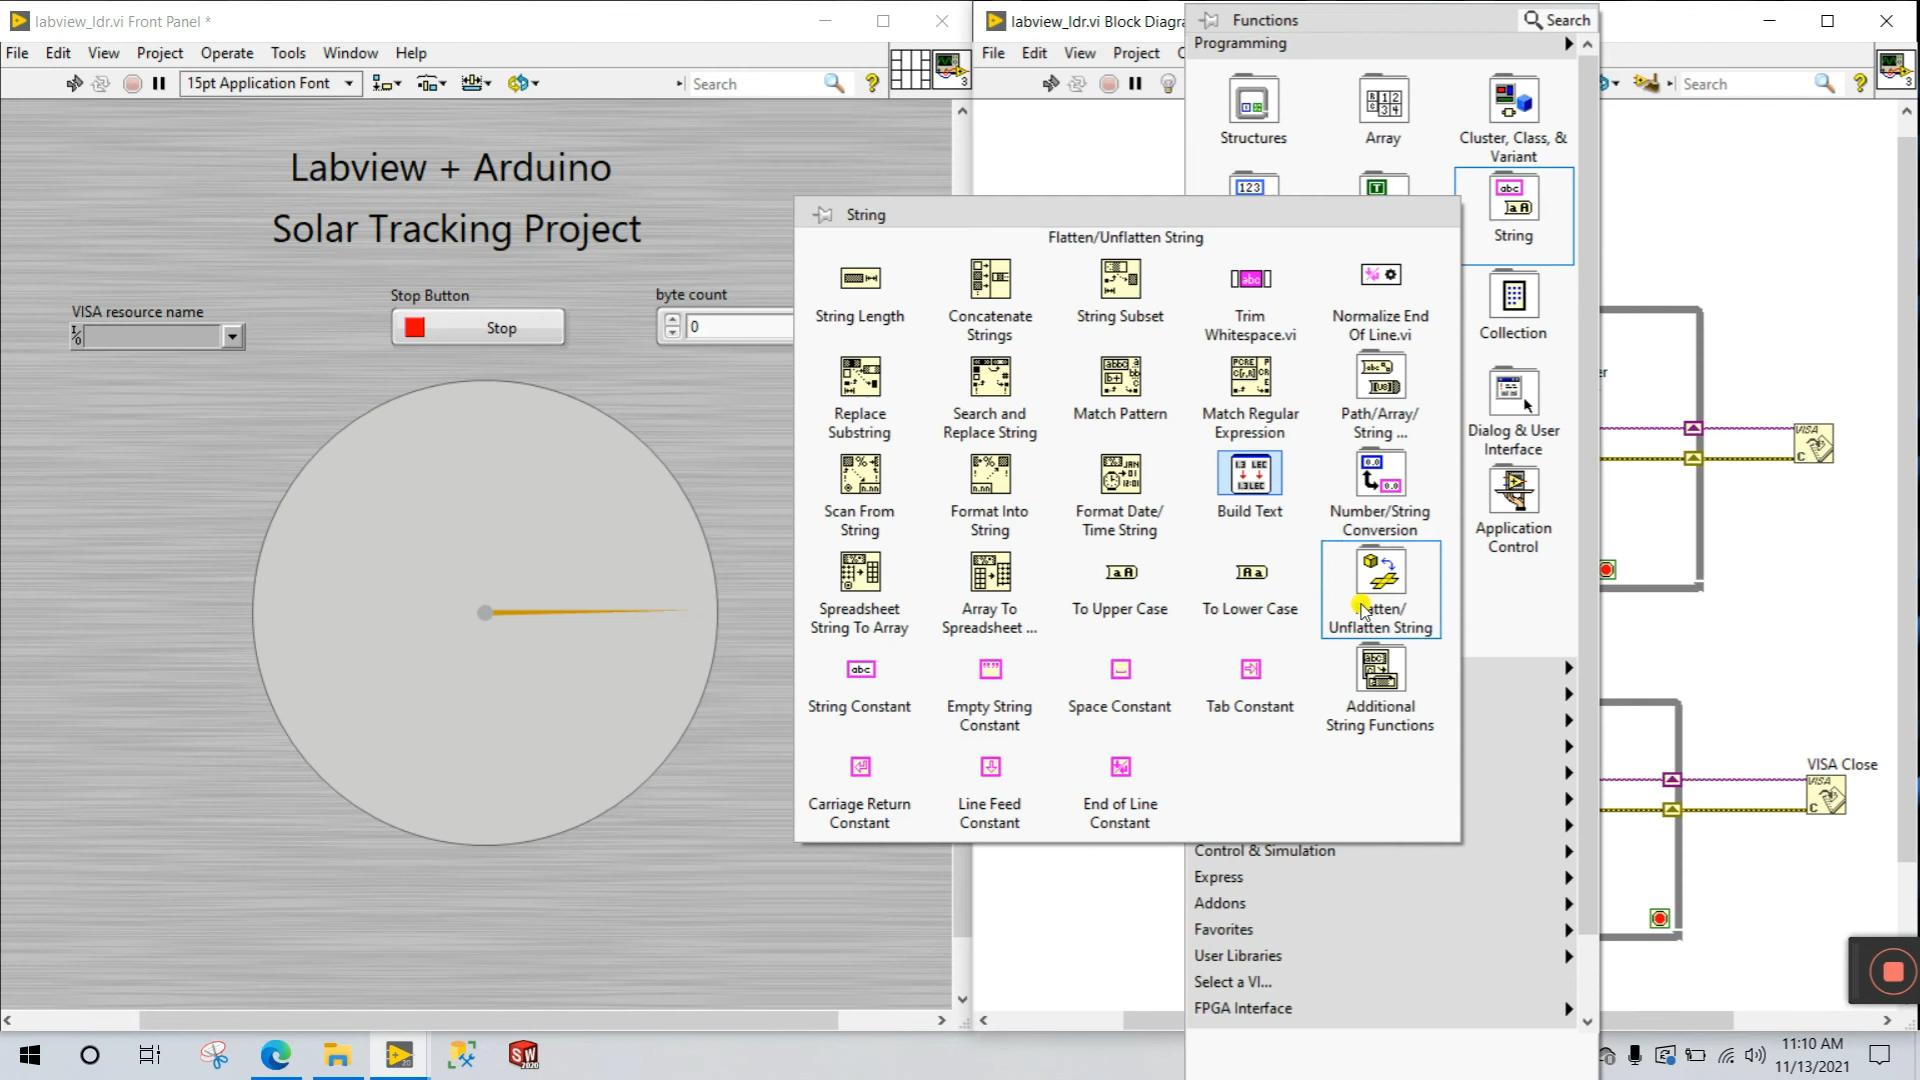 labview_ldr.vi Front Panel *
File Edit View Project Operate Tools Window Help
15pt Application Font
Search
3
Labview + Arduino
Solar Tracking Project
VISA resource name
Stop Button
Stop
byte count
0
labview_ldr.vi Block Diagra
File Edit View Project
Search
3
Functions
Search
Programming
Structures
Array
Cluster, Class, &
Variant
123
String
Collection
Dialog & User
Interface
Application
Control
String
Flatten/Unflatten String
String Length
Concatenate
Strings
String Subset
Trim
Whitespace.vi
Normalize End
Of Line.vi
Replace
Substring
Search and
Replace String
Match Pattern
Match Regular
Expression
Path/Array/
String ...
Scan From
String
Format Into
String
Format Date/
Time String
Build Text
Number/String
Conversion
Spreadsheet
String To Array
Array To
Spreadsheet ...
To Upper Case
To Lower Case
Unflatten String
String Constant
Empty String
Constant
Space Constant
Tab Constant
Additional
String Functions
Carriage Return
Constant
Line Feed
Constant
End of Line
Constant
Control & Simulation
Express
Addons
Favorites
User Libraries
Select a VI...
FPGA Interface
VISA
C
VISA Close
VISA
C
11:10 AM
11/13/2021